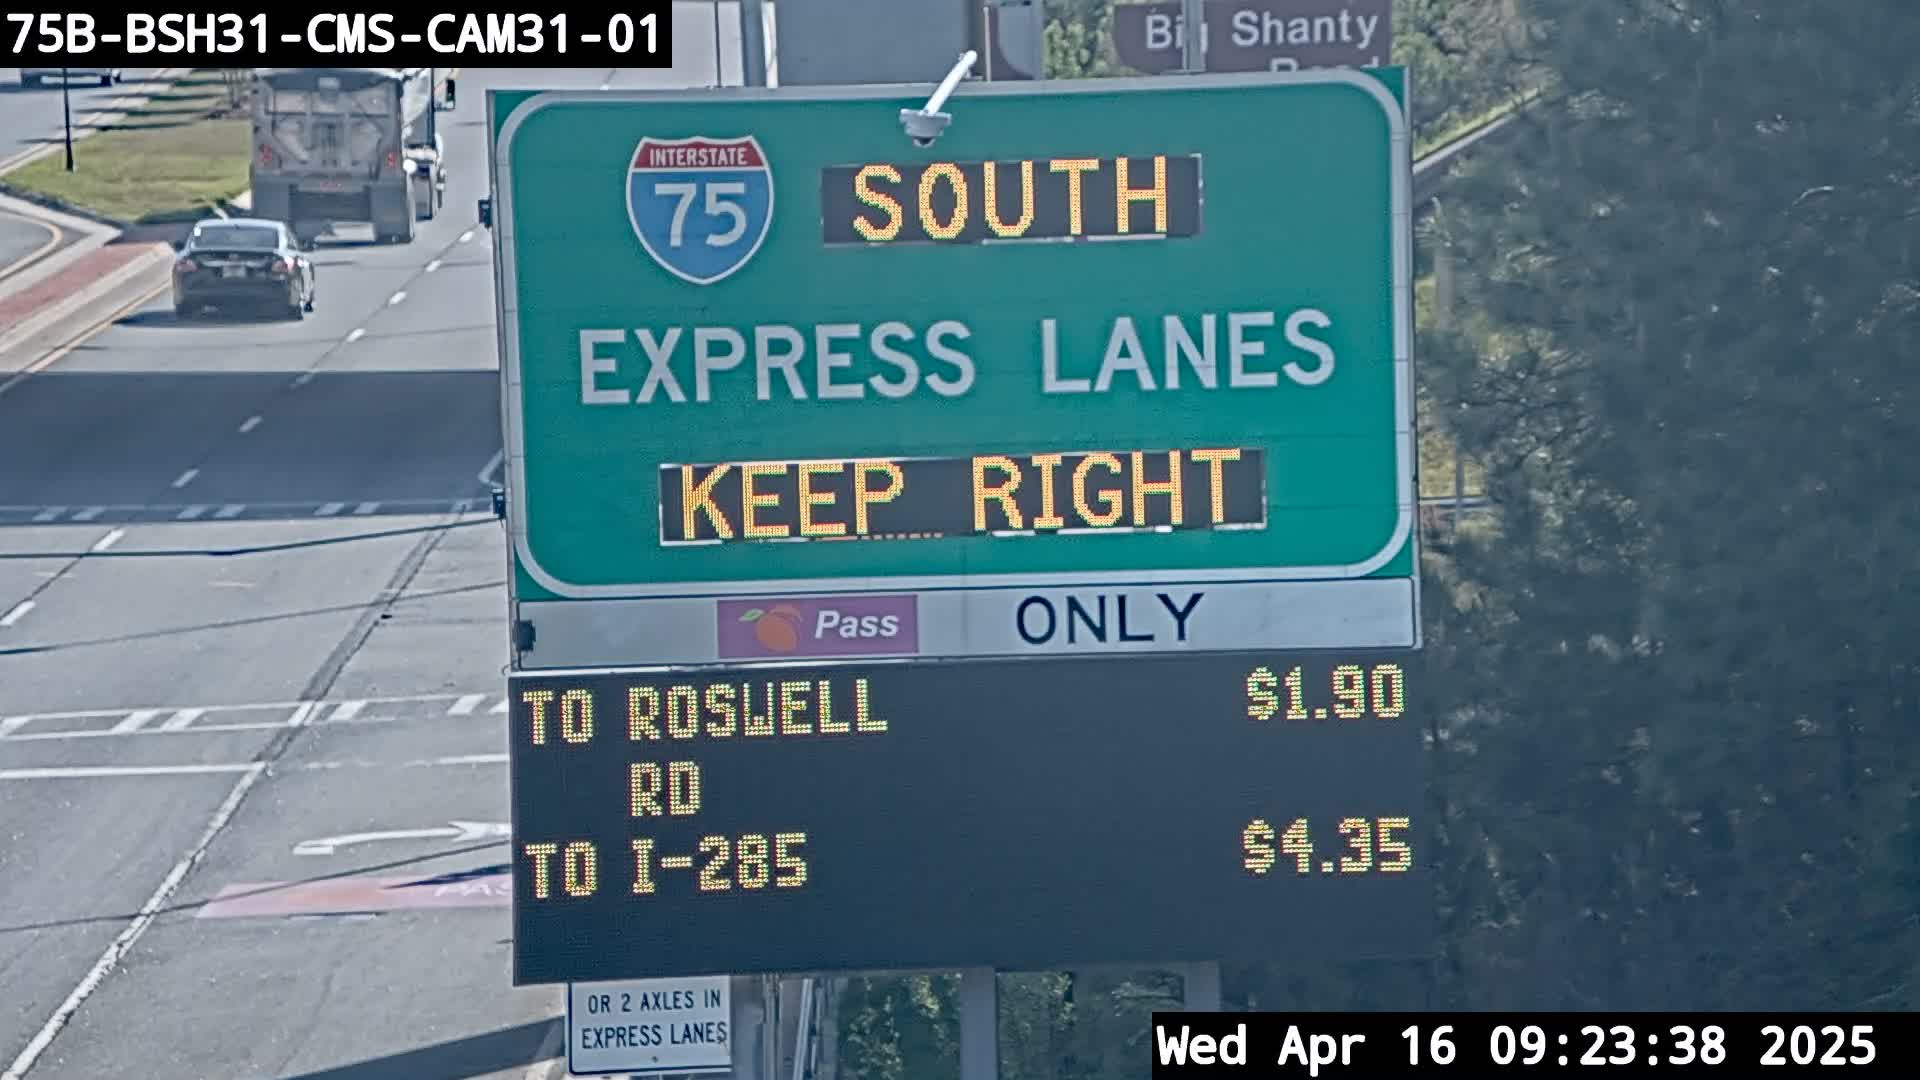 75B-BSH31-CMS-CAM31-01
Big Shanty
Road
INTERSTATE
75
SOUTH
EXPRESS LANES
KEEP RIGHT
Pass ONLY
TO ROSWELL $1.90
RD
TO I-285 $4.35
OR 2 AXLES IN
EXPRESS LANES
Wed Apr 16 09:23:38 2025